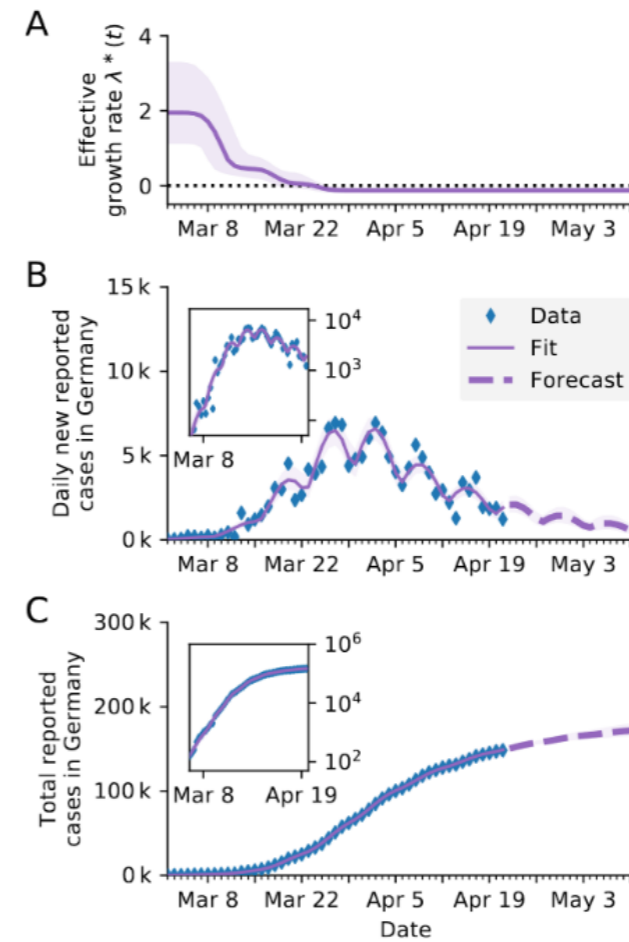 A
Effective
growth rate λ * (t)
4
2
0
Mar 8
Mar 22
Apr 5
Apr 19
May 3
B
Daily new reported
cases in Germany
15 k
10 k
5 k
0 k
10⁴
10³
Mar 8
Data
Fit
Forecast
Mar 8
Mar 22
Apr 5
Apr 19
May 3
C
Total reported
cases in Germany
300 k
200 k
100 k
0 k
10⁶
10⁴
10²
Mar 8
Apr 19
Mar 8
Mar 22
Apr 5
Apr 19
May 3
Date